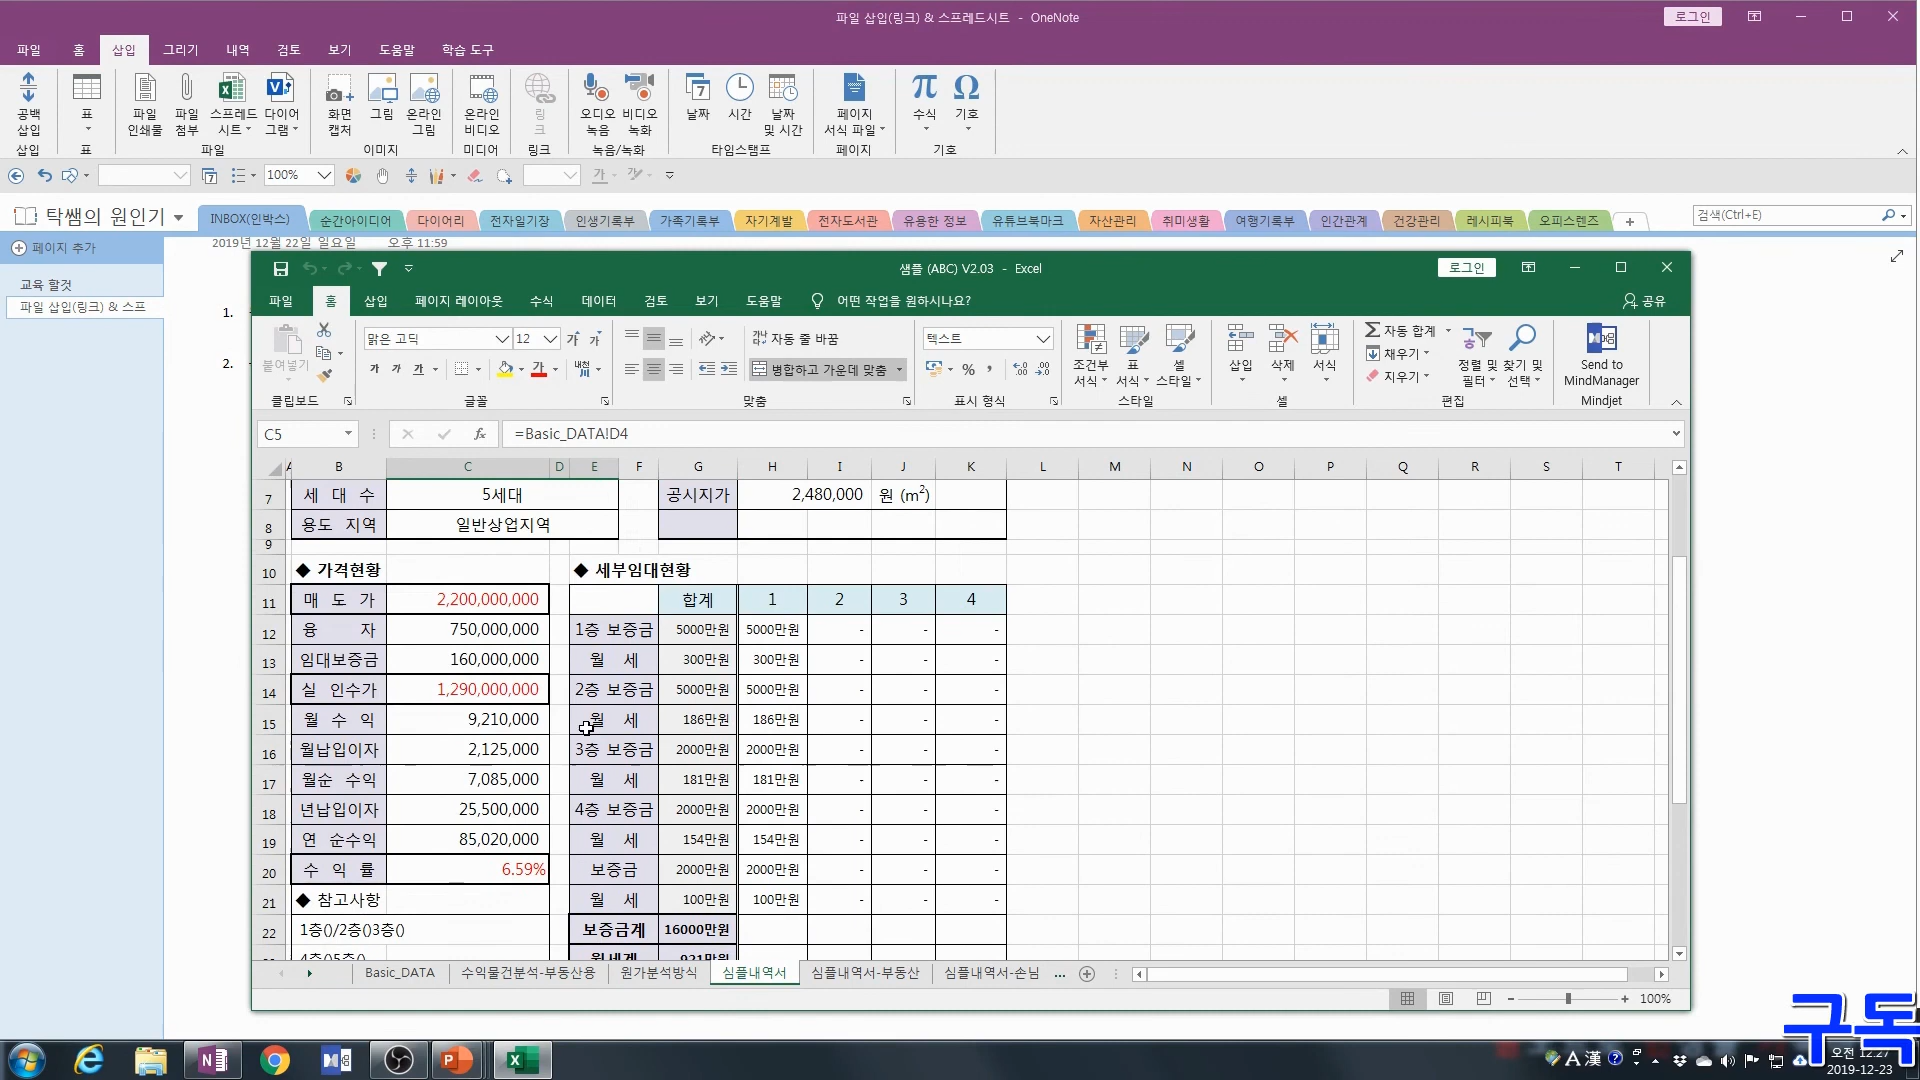 파일 삽입(링크) & 스프레드시트 - OneNote
로그인
파일 홈 삽입 그리기 내역 검토 보기 도움말 학습 도구
공백 삽입
표
파일 인쇄물
파일 첨부
스프레드 시트
다이어 그램
화면 캡처
그림
온라인 그림
온라인 비디오
링 크
오디오 녹음
비디오 녹화
날짜
시간
날짜 및 시간
페이지 서식 파일
수식
기호
삽입 표 파일 이미지 미디어 링크 녹음/녹화 타임스탬프 페이지 기호
100%
탁쌤의 원인기
INBOX(인박스) 순간아이디어 다이어리 전자일기장 인생기록부 가족기록부 자기계발 전자도서관 유용한 정보 유튜브북마크 자산관리 취미생활 여행기록부 인간관계 건강관리 레시피북 오피스렌즈
검색(Ctrl+E)
페이지 추가
2019년 12월 22일 일요일 오후 11:59
교육 할것
파일 삽입(링크) & 스프
1.
2.
샘플 (ABC) V2.03 - Excel
로그인
파일 홈 삽입 페이지 레이아웃 수식 데이터 검토 보기 도움말 어떤 작업을 원하시나요? 공유
붙여넣기
맑은 고딕 12
가 가 가
자동 줄 바꿈
병합하고 가운데 맞춤
텍스트
조건부 서식
표 서식
셀 스타일
삽입 삭제 서식
자동 합계
채우기
지우기
정렬 및 필터
찾기 및 선택
Send to MindManager
클립보드 글꼴 맞춤 표시 형식 스타일 셀 편집 Mindjet
C5 fx =Basic_DATA!D4
A B C D E F G H I J K L M N O P Q R S T
7 세 대 수 5세대 공시지가 2,480,000 원 (m²)
8 용도 지역 일반상업지역
9
10 ◆ 가격현황 ◆ 세부임대현황
11 매 도 가 2,200,000,000 합계 1 2 3 4
12 융 자 750,000,000 1층 보증금 5000만원 5000만원 - - -
13 임대보증금 160,000,000 월 세 300만원 300만원 - - -
14 실 인수가 1,290,000,000 2층 보증금 5000만원 5000만원 - - -
15 월 수 익 9,210,000 월 세 186만원 186만원 - - -
16 월납입이자 2,125,000 3층 보증금 2000만원 2000만원 - - -
17 월순 수익 7,085,000 월 세 181만원 181만원 - - -
18 년납입이자 25,500,000 4층 보증금 2000만원 2000만원 - - -
19 연 순수익 85,020,000 월 세 154만원 154만원 - - -
20 수 익 률 6.59% 보증금 2000만원 2000만원 - - -
21 ◆ 참고사항 월 세 100만원 100만원 - - -
22 1층()/2층()3층() 보증금계 16000만원
4층()5층() 월세계 921만원
Basic_DATA 수익물건분석-부동산용 원가분석방식 심플내역서 심플내역서-부동산 심플내역서-손님 ...
100%
구독
A 漢
오전 12:27
2019-12-23